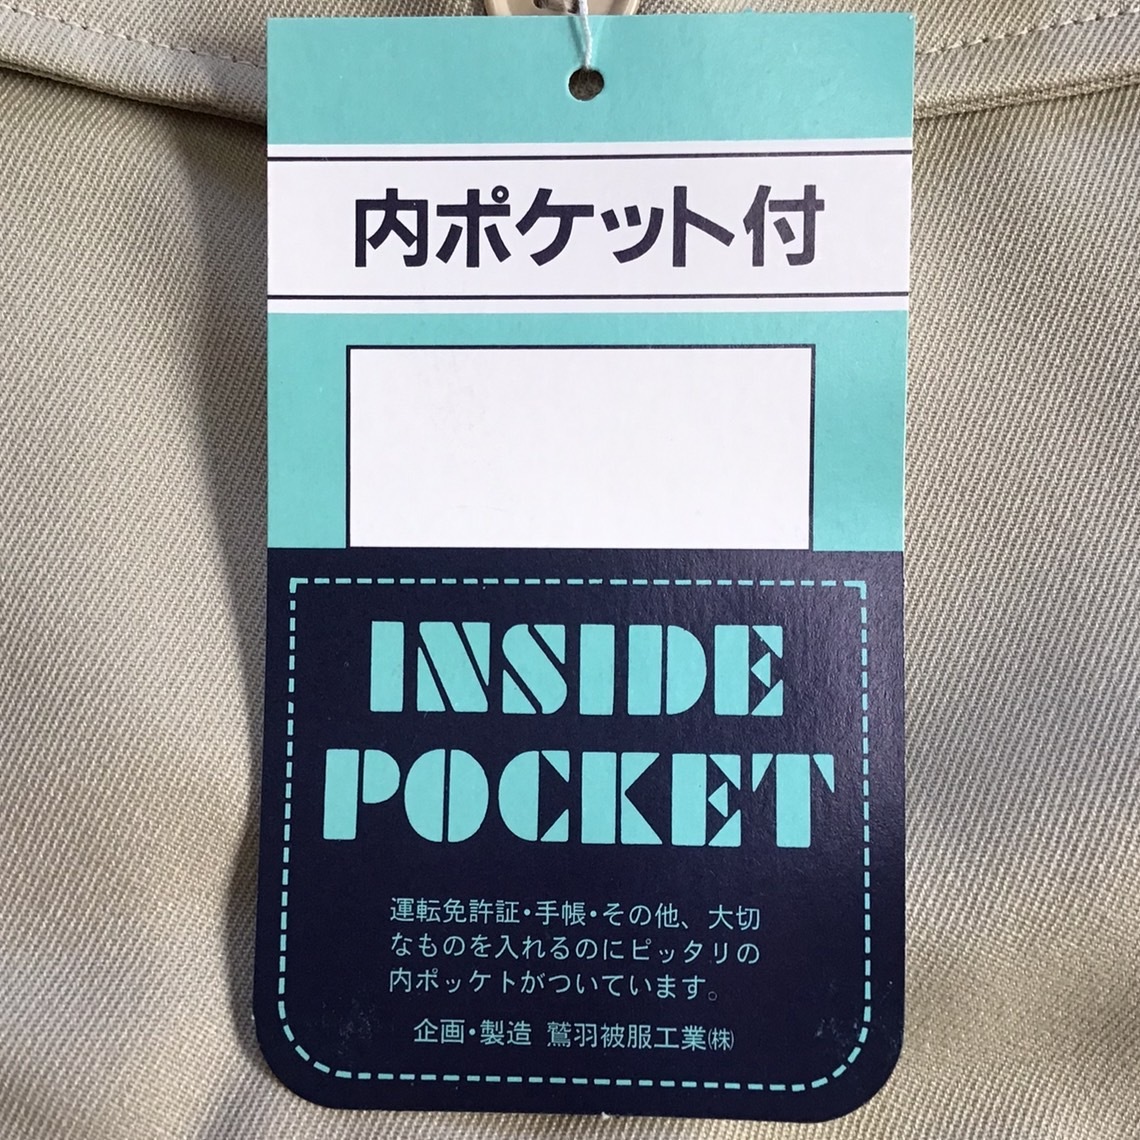 内ポケット付
INSIDE
POCKET
運転免許証・手帳・その他、大切
なものを入れるのにピッタリの
内ポッケトがついています。
企画・製造 鷲羽被服工業㈱